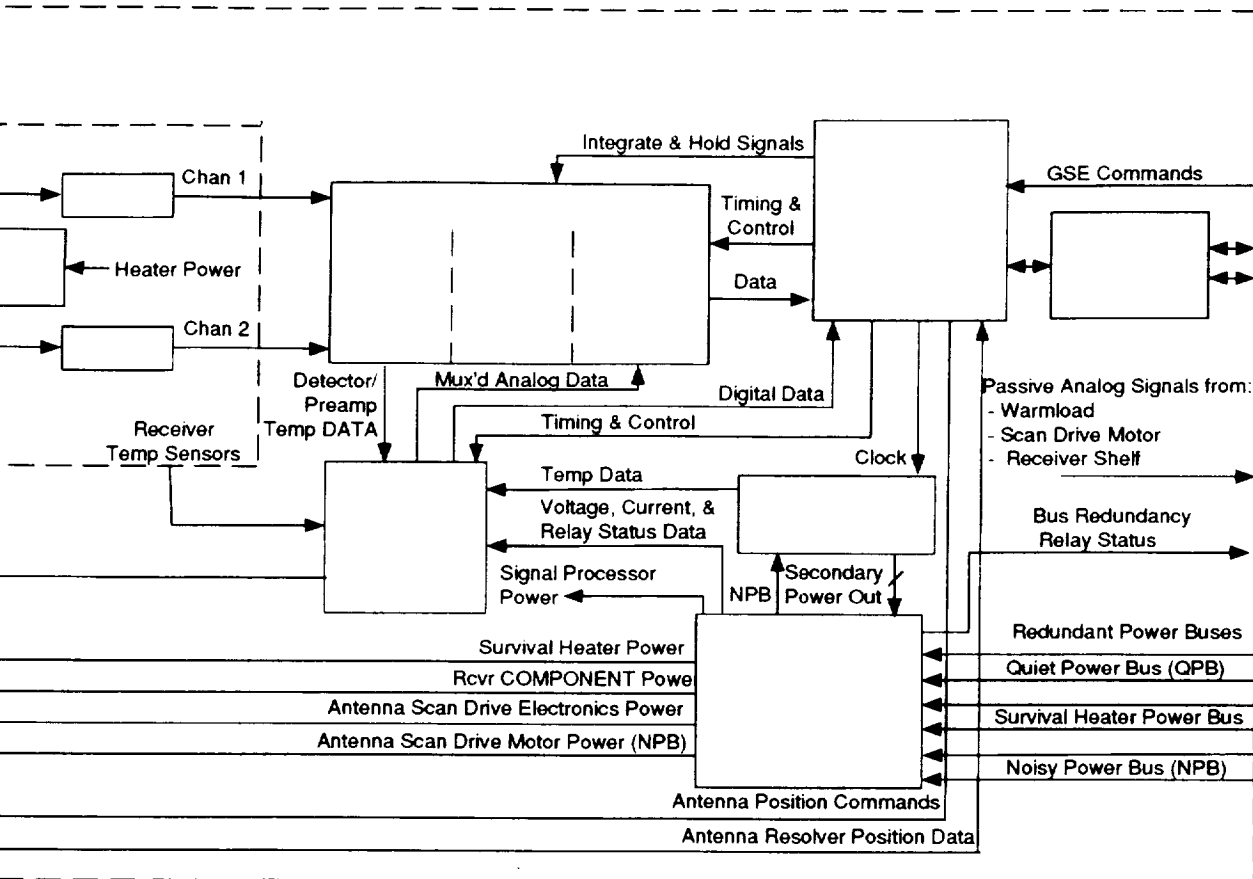 Integrate & Hold Signals
GSE Commands
Chan 1
Timing &
Control
Heater Power
Data
Chan 2
Detector/
Preamp
Temp DATA
Mux'd Analog Data
Digital Data
Timing & Control
Passive Analog Signals from:
- Warmload
- Scan Drive Motor
- Receiver Shelf
Receiver
Temp Sensors
Clock
Temp Data
Voltage, Current, &
Relay Status Data
Bus Redundancy
Relay Status
Signal Processor
Power
NPB
Secondary
Power Out
Redundant Power Buses
Survival Heater Power
Quiet Power Bus (QPB)
Rcvr COMPONENT Powe
Antenna Scan Drive Electronics Power
Survival Heater Power Bus
Antenna Scan Drive Motor Power (NPB)
Noisy Power Bus (NPB)
Antenna Position Commands
Antenna Resolver Position Data